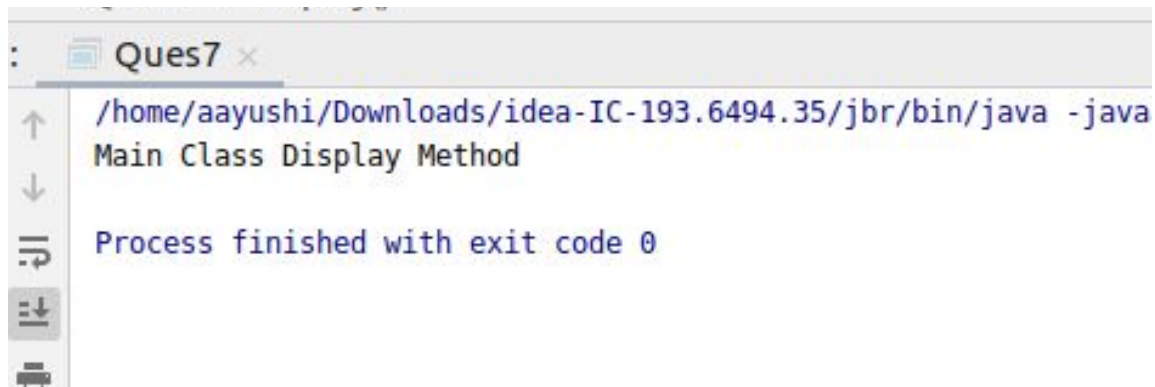 : Ques7 ×
/home/aayushi/Downloads/idea-IC-193.6494.35/jbr/bin/java -java
Main Class Display Method
Process finished with exit code 0